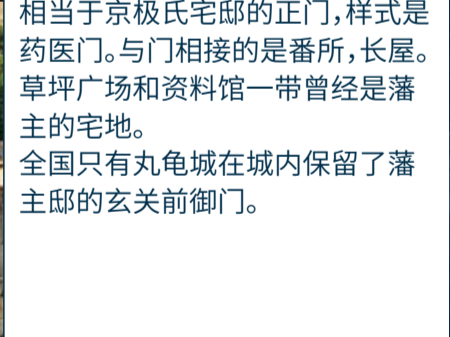 相当于京极氏宅邸的正门，样式是
药医门。与门相接的是番所，长屋。
草坪广场和资料馆一带曾经是藩
主的宅地。
全国只有丸龟城在城内保留了藩
主邸的玄关前御门。